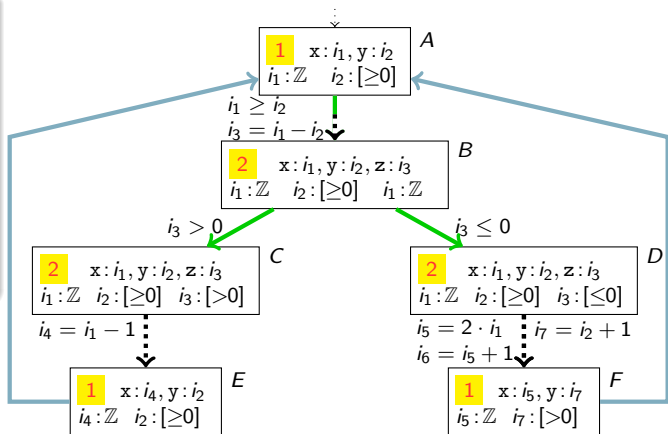 A
1 x:i₁, y:i₂
i₁:ℤ i₂:[≥0]
i₁ ≥ i₂
i₃ = i₁ − i₂
B
2 x:i₁, y:i₂, z:i₃
i₁:ℤ i₂:[≥0] i₁:ℤ
i₃ > 0
i₃ ≤ 0
C
2 x:i₁, y:i₂, z:i₃
i₁:ℤ i₂:[≥0] i₃:[>0]
D
2 x:i₁, y:i₂, z:i₃
i₁:ℤ i₂:[≥0] i₃:[≤0]
i₄ = i₁ − 1
i₅ = 2 · i₁ i₇ = i₂ + 1
i₆ = i₅ + 1
E
1 x:i₄, y:i₂
i₄:ℤ i₂:[≥0]
F
1 x:i₅, y:i₇
i₅:ℤ i₇:[>0]